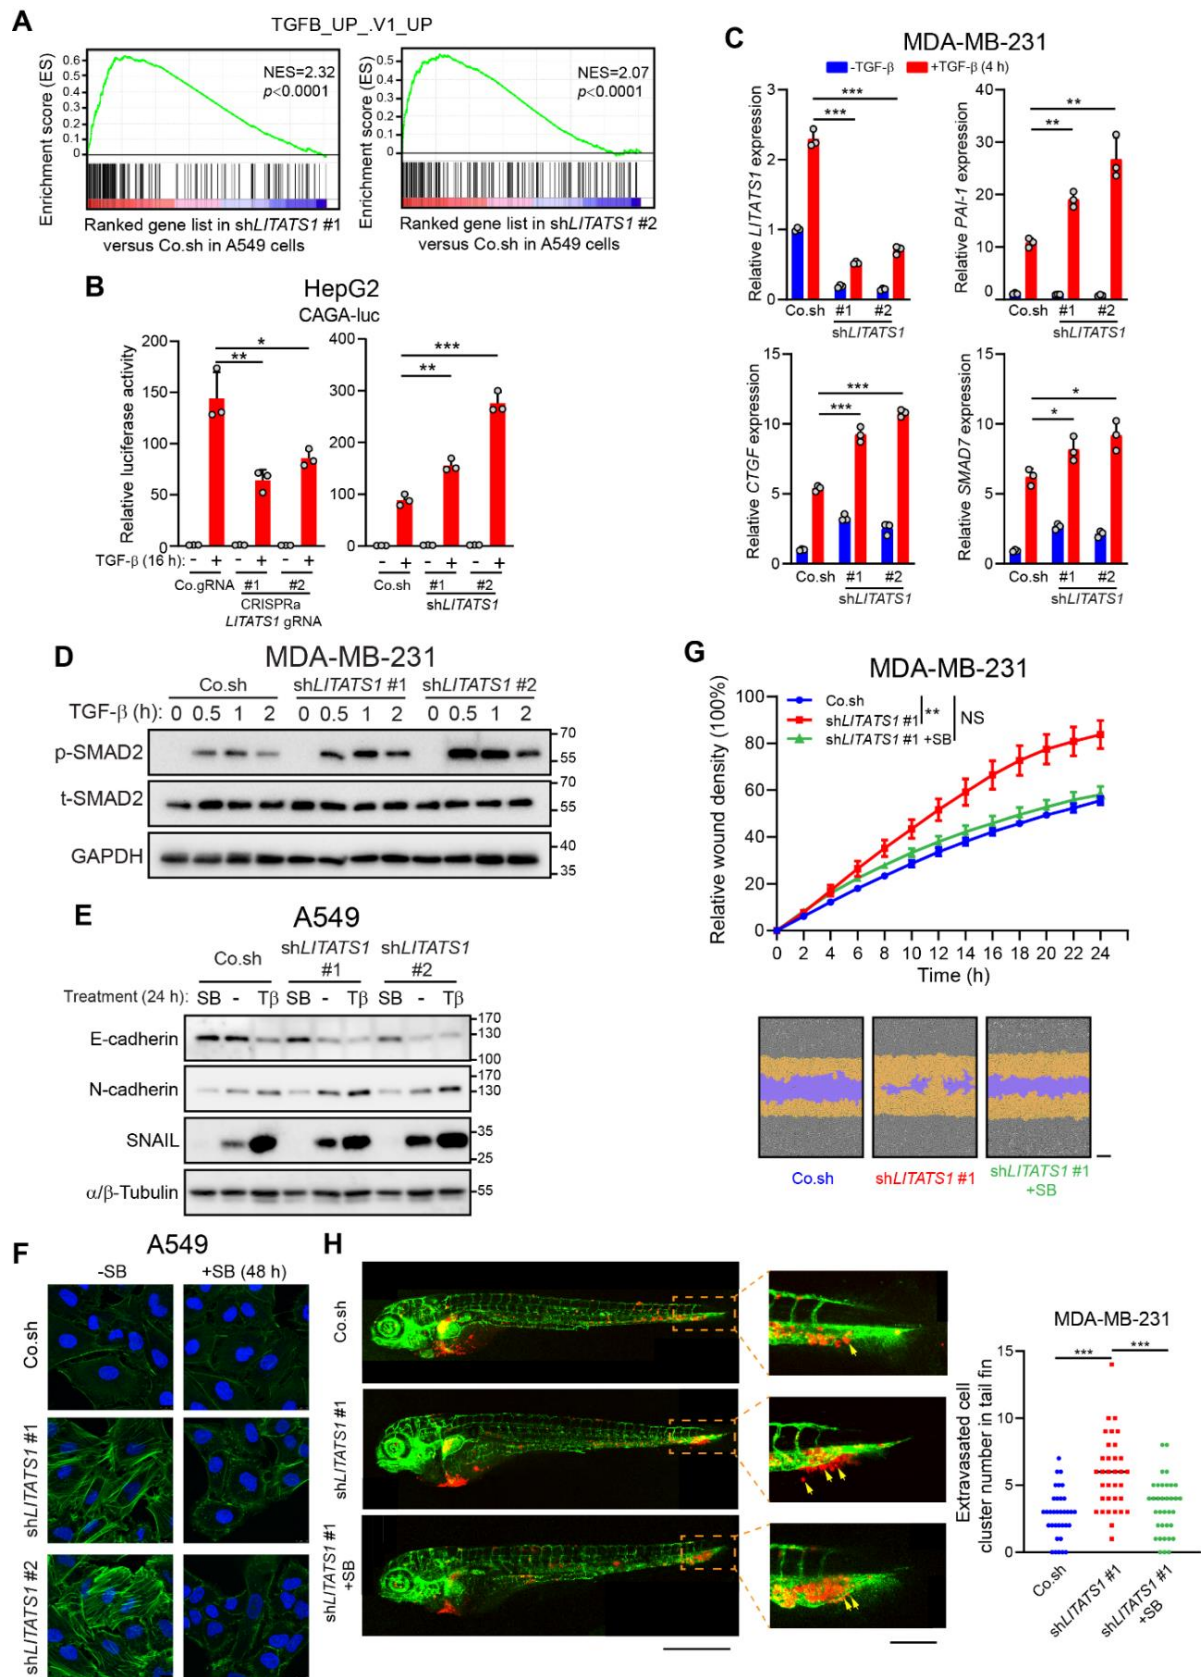 A
TGFB_UP_.V1_UP
Enrichment score (ES)
0.6
0.5
0.4
0.3
0.2
0.1
0
NES=2.32
p<0.0001
Ranked gene list in shLITATS1 #1
versus Co.sh in A549 cells
Enrichment score (ES)
0.5
0.4
0.3
0.2
0.1
0
NES=2.07
p<0.0001
Ranked gene list in shLITATS1 #2
versus Co.sh in A549 cells
B
HepG2
CAGA-luc
Relative luciferase activity
200
150
100
50
0
**
*
TGF-β (16 h): - + - + - +
Co.gRNA #1 #2
CRISPRa
LITATS1 gRNA
400
300
200
100
0
**
***
- + - + - +
Co.sh #1 #2
shLITATS1
C
MDA-MB-231
-TGF-β +TGF-β (4 h)
Relative LITATS1 expression
3
2
1
0
***
***
Co.sh #1 #2
shLITATS1
Relative PAI-1 expression
40
30
20
10
0
**
**
Co.sh #1 #2
shLITATS1
Relative CTGF expression
15
10
5
0
***
***
Co.sh #1 #2
shLITATS1
Relative SMAD7 expression
15
10
5
0
*
*
Co.sh #1 #2
shLITATS1
D
MDA-MB-231
Co.sh shLITATS1 #1 shLITATS1 #2
TGF-β (h): 0 0.5 1 2 0 0.5 1 2 0 0.5 1 2
p-SMAD2
70
55
t-SMAD2
70
55
GAPDH
40
35
E
A549
Co.sh shLITATS1 #1 shLITATS1 #2
Treatment (24 h): SB - Tβ SB - Tβ SB - Tβ
E-cadherin
170
130
100
N-cadherin
170
130
SNAIL
35
25
α/β-Tubulin
55
F
A549
-SB +SB (48 h)
Co.sh
shLITATS1 #1
shLITATS1 #2
G
MDA-MB-231
Relative wound density (100%)
100
80
60
40
20
0
Co.sh
shLITATS1 #1
shLITATS1 #1 +SB
** NS
0 2 4 6 8 10 12 14 16 18 20 22 24
Time (h)
Co.sh
shLITATS1 #1
shLITATS1 #1
+SB
H
Co.sh
shLITATS1 #1
shLITATS1 #1
+SB
MDA-MB-231
Extravasated cell
cluster number in tail fin
15
10
5
0
*** ***
Co.sh
shLITATS1 #1
shLITATS1 #1
+SB